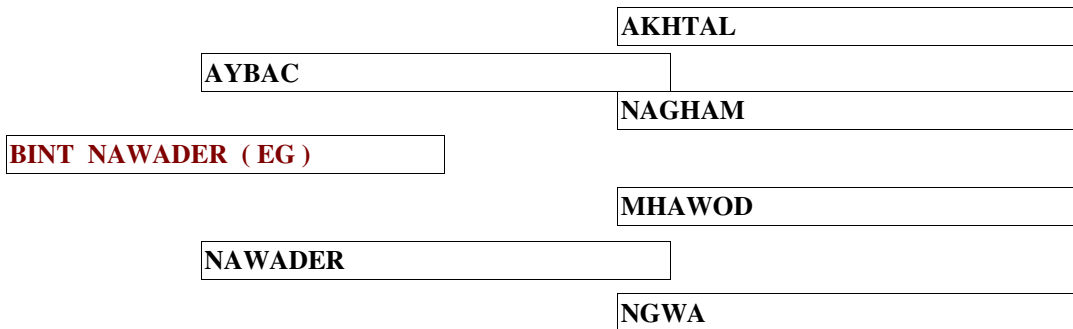 AKHTAL
AYBAC
NAGHAM
BINT NAWADER ( EG )
MHAWOD
NAWADER
NGWA